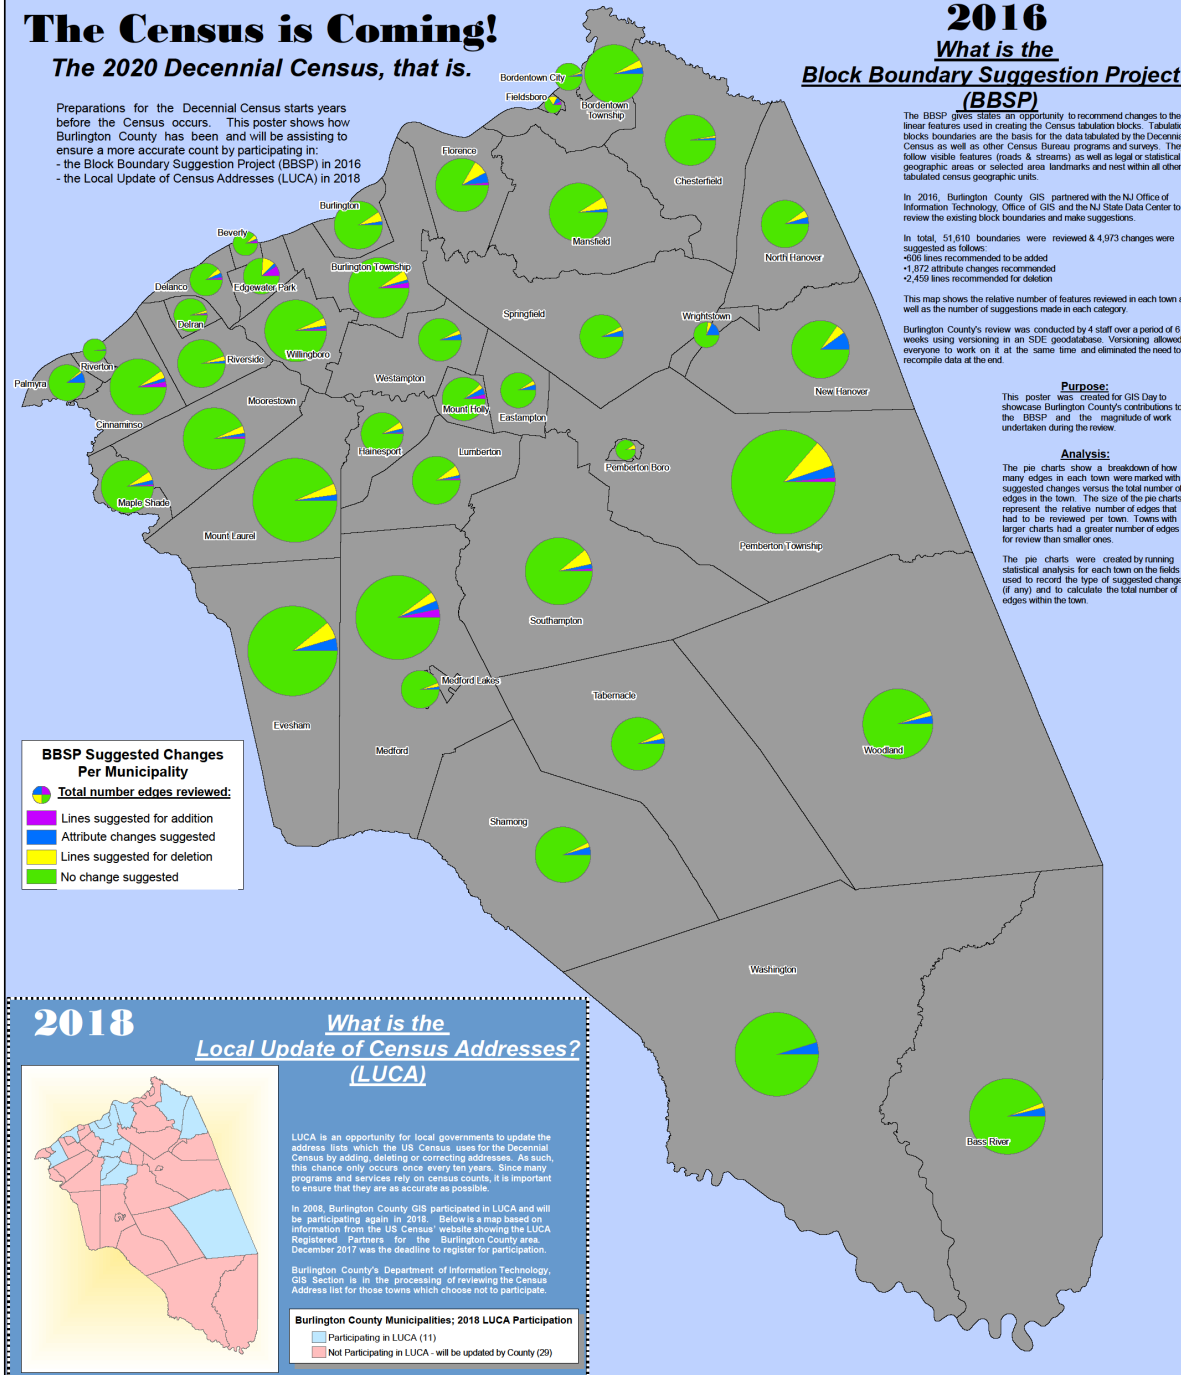 The Census is Coming!
The 2020 Decennial Census, that is.
Preparations for the Decennial Census starts years
before the Census occurs. This poster shows how
Burlington County has been and will be assisting to
ensure a more accurate count by participating in:
- the Block Boundary Suggestion Project (BBSP) in 2016
- the Local Update of Census Addresses (LUCA) in 2018
2016
What is the
Block Boundary Suggestion Project
(BBSP)
The BBSP gives states an opportunity to recommend changes to the
linear features used in creating the Census tabulation blocks. Tabulatio
blocks boundaries are the basis for the data tabulated by the Decennia
Census as well as other Census Bureau programs and surveys. They
follow visible features (roads & streams) as well as legal or statistical
geographic areas or selected area landmarks and nest within all other
tabulated census geographic units.
In 2016, Burlington County GIS partnered with the NJ Office of
Information Technology, Office of GIS and the NJ State Data Center to
review the existing block boundaries and make suggestions.
In total, 51,610 boundaries were reviewed & 4,973 changes were
suggested as follows:
•606 lines recommended to be added
•1,872 attribute changes recommended
•2,459 lines recommended for deletion
This map shows the relative number of features reviewed in each town a
well as the number of suggestions made in each category.
Burlington County's review was conducted by 4 staff over a period of 6
weeks using versioning in an SDE geodatabase. Versioning allowed
everyone to work on it at the same time and eliminated the need to
recompile data at the end.
Purpose:
This poster was created for GIS Day to
showcase Burlington County's contributions to
the BBSP and the magnitude of work
undertaken during the review.
Analysis:
The pie charts show a breakdown of how
many edges in each town were marked with
suggested changes versus the total number of
edges in the town. The size of the pie charts
represent the relative number of edges that
had to be reviewed per town. Towns with
larger charts had a greater number of edges
for review than smaller ones.
The pie charts were created by running
statistical analysis for each town on the fields
used to record the type of suggested change
(if any) and to calculate the total number of
edges within the town.
Bordentown City
Fieldsboro
Bordentown
Township
Florence
Chesterfield
Burlington
Mansfield
Beverly
North Hanover
Burlington Township
Delanco
Edgewater Park
Springfield
Wrightstown
Delran
Willingboro
Riverside
Riverton
Westampton
Palmyra
New Hanover
Moorestown
Mount Holly
Eastampton
Cinnaminso
Hainesport
Lumberton
Pemberton Boro
Maple Shade
Mount Laurel
Pemberton Township
Southampton
Medford Lakes
Tabernacle
Evesham
Medford
Woodland
Shamong
Washington
Bass River
BBSP Suggested Changes
Per Municipality
Total number edges reviewed:
Lines suggested for addition
Attribute changes suggested
Lines suggested for deletion
No change suggested
2018
What is the
Local Update of Census Addresses?
(LUCA)
LUCA is an opportunity for local governments to update the
address lists which the US Census uses for the Decennial
Census by adding, deleting or correcting addresses. As such,
this chance only occurs once every ten years. Since many
programs and services rely on census counts, it is important
to ensure that they are as accurate as possible.
In 2008, Burlington County GIS participated in LUCA and will
be participating again in 2018. Below is a map based on
information from the US Census' website showing the LUCA
Registered Partners for the Burlington County area.
December 2017 was the deadline to register for participation.
Burlington County's Department of Information Technology,
GIS Section is in the processing of reviewing the Census
Address list for those towns which choose not to participate.
Burlington County Municipalities; 2018 LUCA Participation
Participating in LUCA (11)
Not Participating in LUCA - will be updated by County (29)